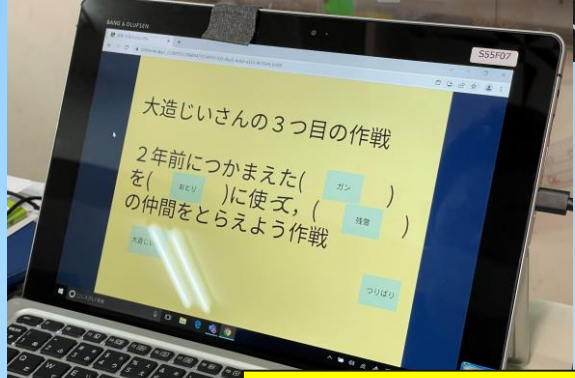 BANG & OLUFSEN
S55F07
大造じいさんの3つ目の作戦
2年前につかまえた( ガン )
を( おとり )に使って,( 残雪 )
の仲間をとらえよう作戦
大造じい
つりばり